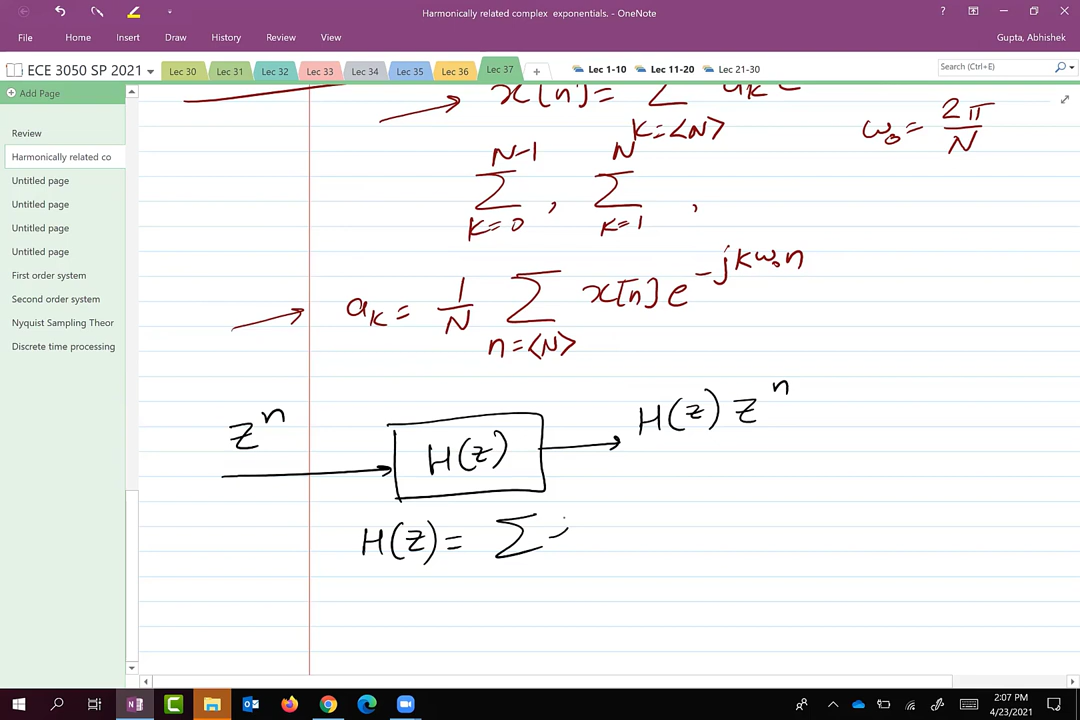 Harmonically related complex exponentials. - OneNote
Gupta, Abhishek
File Home Insert Draw History Review View
ECE 3050 SP 2021
Lec 30 Lec 31 Lec 32 Lec 33 Lec 34 Lec 35 Lec 36 Lec 37 + Lec 1-10 Lec 11-20 Lec 21-30
Search (Ctrl+E)
Add Page
Review
Harmonically related co
Untitled page
Untitled page
Untitled page
Untitled page
First order system
Second order system
Nyquist Sampling Theor
Discrete time processing
x[n] = ∑ k=<N> aₖ e
ω₀ = 2π/N
∑ k=0 N-1 , ∑ k=1 N ,
aₖ = 1/N ∑ n=<N> x[n] e^-jkω₀n
z^n
H(z)
H(z) z^n
H(z) = ∑
2:07 PM
4/23/2021